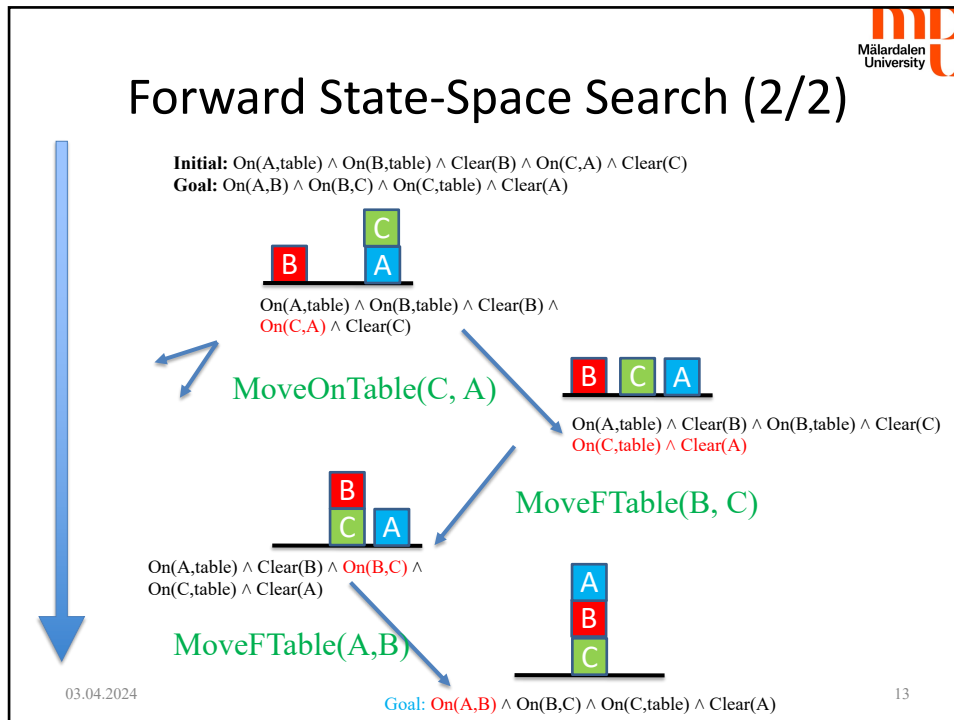 Mälardalen
University
Forward State-Space Search (2/2)
Initial: On(A,table) ^ On(B,table) ^ Clear(B) ^ On(C,A) ^ Clear(C)
Goal: On(A,B) ^ On(B,C) ^ On(C,table) ^ Clear(A)
C
B A
On(A,table) ^ On(B,table) ^ Clear(B) ^
On(C,A) ^ Clear(C)
MoveOnTable(C, A)
B C A
On(A,table) ^ Clear(B) ^ On(B,table) ^ Clear(C)
On(C,table) ^ Clear(A)
MoveFTable(B, C)
B
C A
On(A,table) ^ Clear(B) ^ On(B,C) ^
On(C,table) ^ Clear(A)
MoveFTable(A,B)
A
B
C
Goal: On(A,B) ^ On(B,C) ^ On(C,table) ^ Clear(A)
03.04.2024
13